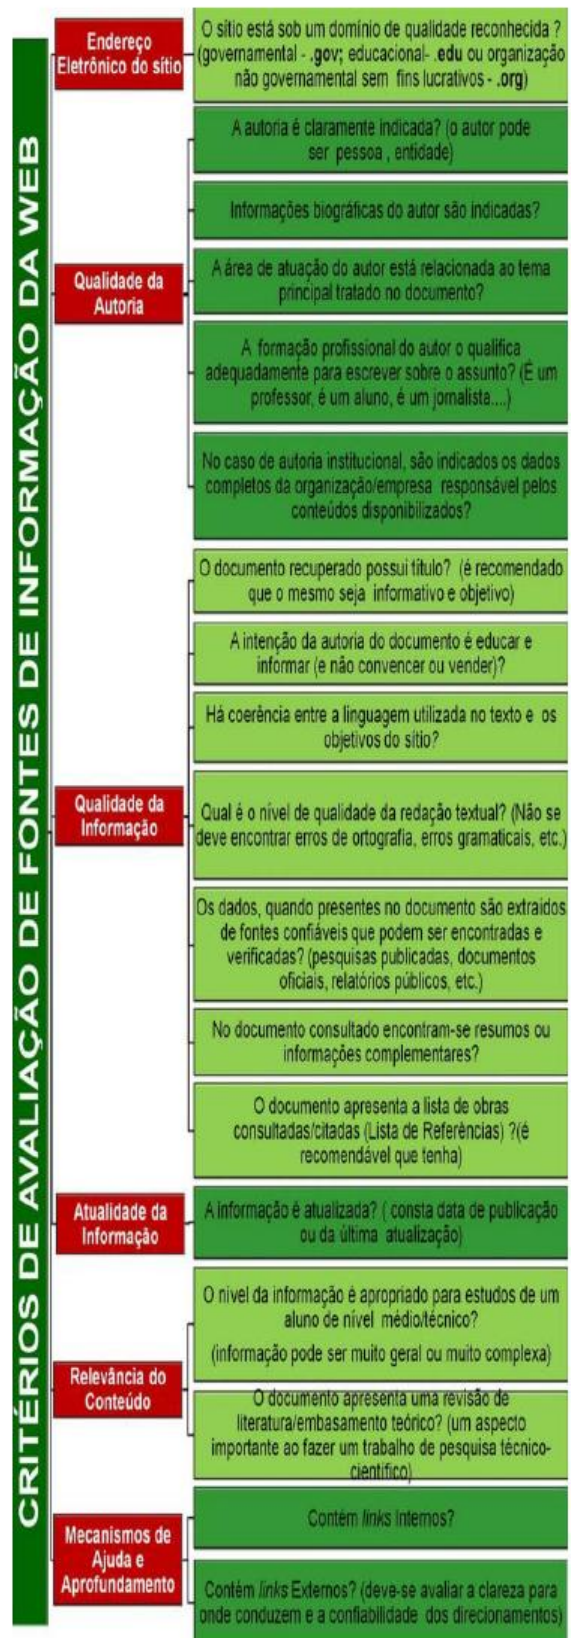 CRITÉRIOS DE AVALIAÇÃO DE FONTES DE INFORMAÇÃO DA WEB
Endereço
Eletrônico do sítio
O sítio está sob um domínio de qualidade reconhecida ?
(governamental - .gov; educacional- .edu ou organização
não governamental sem fins lucrativos - .org)
Qualidade da
Autoria
A autoria é claramente indicada? (o autor pode
ser pessoa , entidade)
Informações biográficas do autor são indicadas?
A área de atuação do autor está relacionada ao tema
principal tratado no documento?
A formação profissional do autor o qualifica
adequadamente para escrever sobre o assunto? (É um
professor, é um aluno, é um jornalista....)
No caso de autoria institucional, são indicados os dados
completos da organização/empresa responsável pelos
conteúdos disponibilizados?
Qualidade da
Informação
O documento recuperado possui título? (é recomendado
que o mesmo seja informativo e objetivo)
A intenção da autoria do documento é educar e
informar (e não convencer ou vender)?
Há coerência entre a linguagem utilizada no texto e os
objetivos do sítio?
Qual é o nível de qualidade da redação textual? (Não se
deve encontrar erros de ortografia, erros gramaticais, etc.)
Os dados, quando presentes no documento são extraidos
de fontes confiáveis que podem ser encontradas e
verificadas? (pesquisas publicadas, documentos
oficiais, relatórios públicos, etc.)
No documento consultado encontram-se resumos ou
informações complementares?
O documento apresenta a lista de obras
consultadas/citadas (Lista de Referências) ?(é
recomendável que tenha)
Atualidade da
Informação
A informação é atualizada? ( consta data de publicação
ou da última atualização)
Relevância do
Conteúdo
O nível da informação é apropriado para estudos de um
aluno de nível médio/técnico?
(informação pode ser muito geral ou muito complexa)
O documento apresenta uma revisão de
literatura/embasamento teórico? (um aspecto
importante ao fazer um trabalho de pesquisa técnico-
científico)
Mecanismos de
Ajuda e
Aprofundamento
Contém links Internos?
Contém links Externos? (deve-se avaliar a clareza para
onde conduzem e a confiabilidade dos direcionamentos)